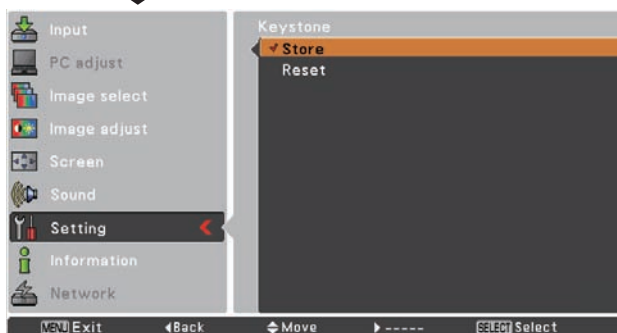 Input
PC adjust
Image select
Image adjust
Screen
Sound
Setting
Information
Network
Keystone
Store
Reset
MENU Exit Back Move ----- SELECT Select